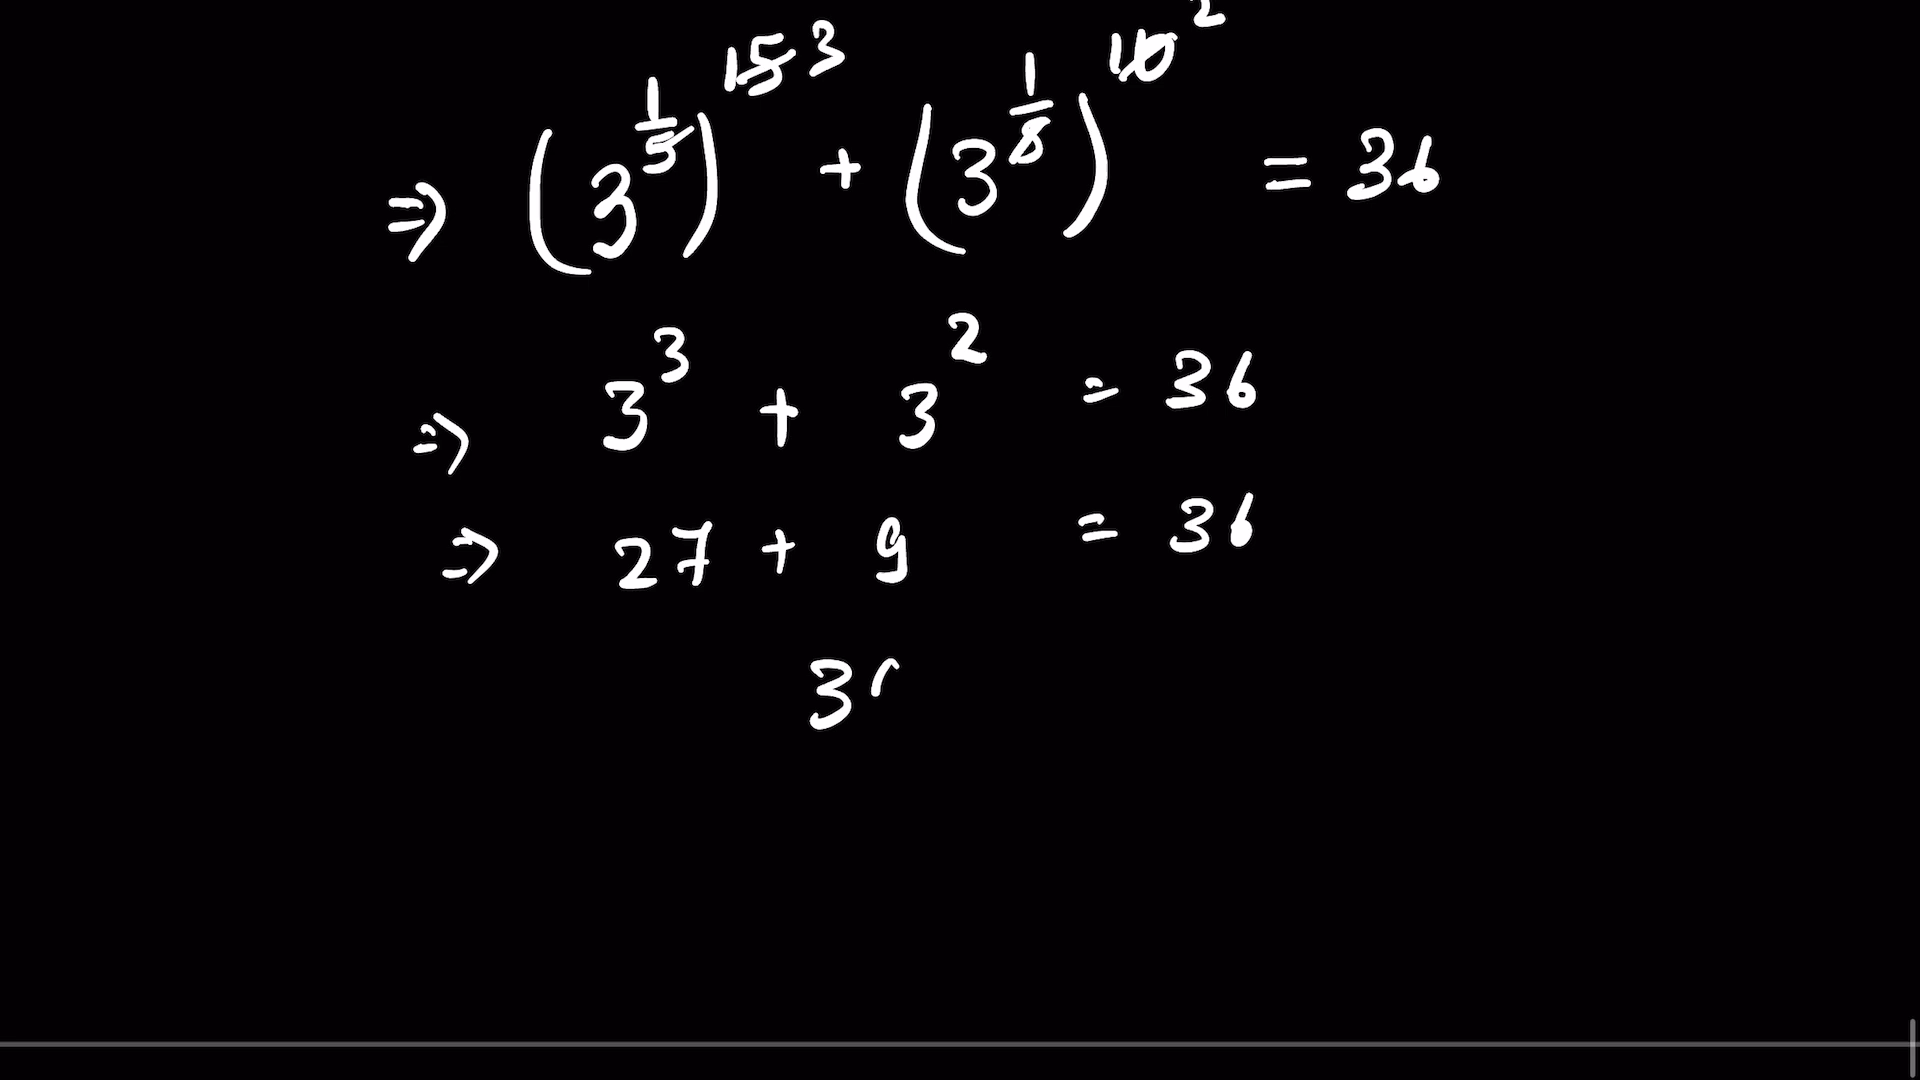 ⇒ (3^(1/5))^15 3 + (3^(1/5))^10 2 = 36
⇒ 3^3 + 3^2 = 36
⇒ 27 + 9 = 36
3